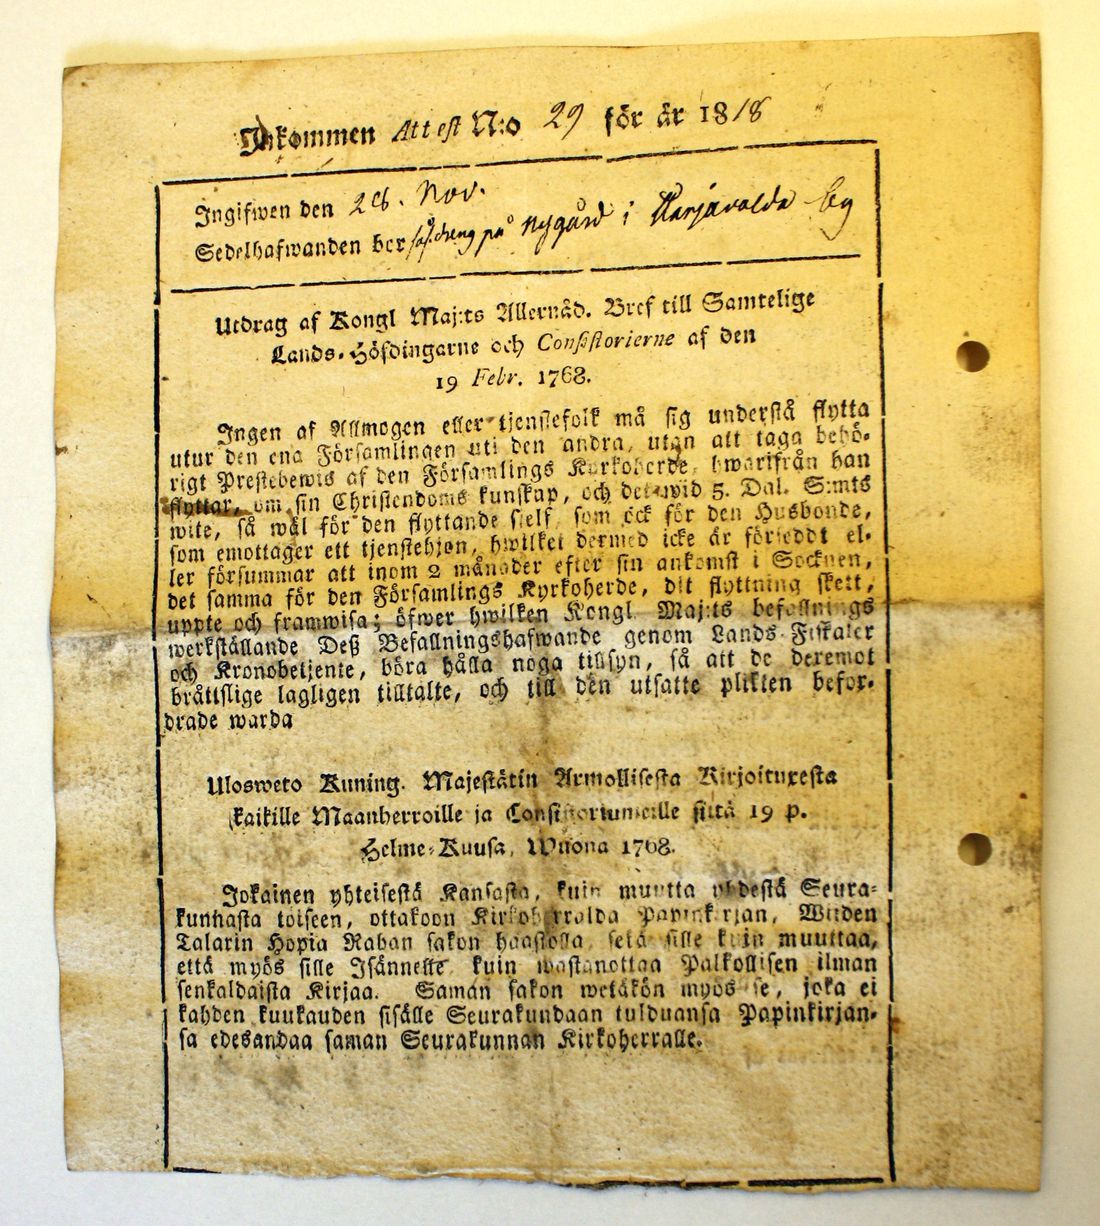 Inkommen Attest N:o 29 för år 1818
Ingifwen den 28. Nov.
Sedelhafwanden ber på Nygård i Harjavalda by
Utdrag af Kongl Maj:ts Allernåd. Bref till Samtelige
Lands-Höfdingarne och Consistorierne af den
19 Febr. 1768.
Ingen af Allmogen eller tjenstefolk må sig understå flytta
utur den ena Församlingen uti den andra, utan att taga behö-
rigt Prestebewis af den Församlings Kyrkoherde, hwarifrån han
flyttar, om sin Christendoms kunskap, och det wid 5. Dal. S:mts
wite, så wäl för den flyttande sjelf, som ock för den Husbonde,
som emottager ett tjenstehjon, hwilket dermed icke är förseddt el-
ler försummar att inom 2 månader efter sin ankomst i Socknen,
det samma för den Församlings Kyrkoherde, dit flyttning skett,
uppte och framwisa; öfwer hwilken Kongl Maj:ts befallnings
werkställande Deß Befallningshafwande genom Lands-Fiskaler
och Kronobetjente, böra hålla noga tillsyn, så att de deremot
bråttslige lagligen tilltalte, och till den utsatte plikten befor-
drade warda
Ulosweto Kuning. Majestätin Armollisesta Kirjoituxesta
kaikille Maanherroille ja Consistoriumeille siitä 19 p.
Helme-Kuusa, Wuona 1768.
Jokainen yhteisestä Kansasta, kuin muutta yhdestä Seura-
kunnasta toiseen, ottakoon Kirkoherralda Papinkirjan, Wiiden
Talarin Hopia Rahan sakon haastolla, sekä sille kuin muuttaa,
että myös sille Isännelle kuin wastanottaa Palkollisen ilman
senkaldaista Kirjaa. Saman sakon wetäkön myös se, joka ei
kahden kuukauden sisälle Seurakundaan tulduansa Papinkirjan-
sa edesandaa saman Seurakunnan Kirkoherralle.